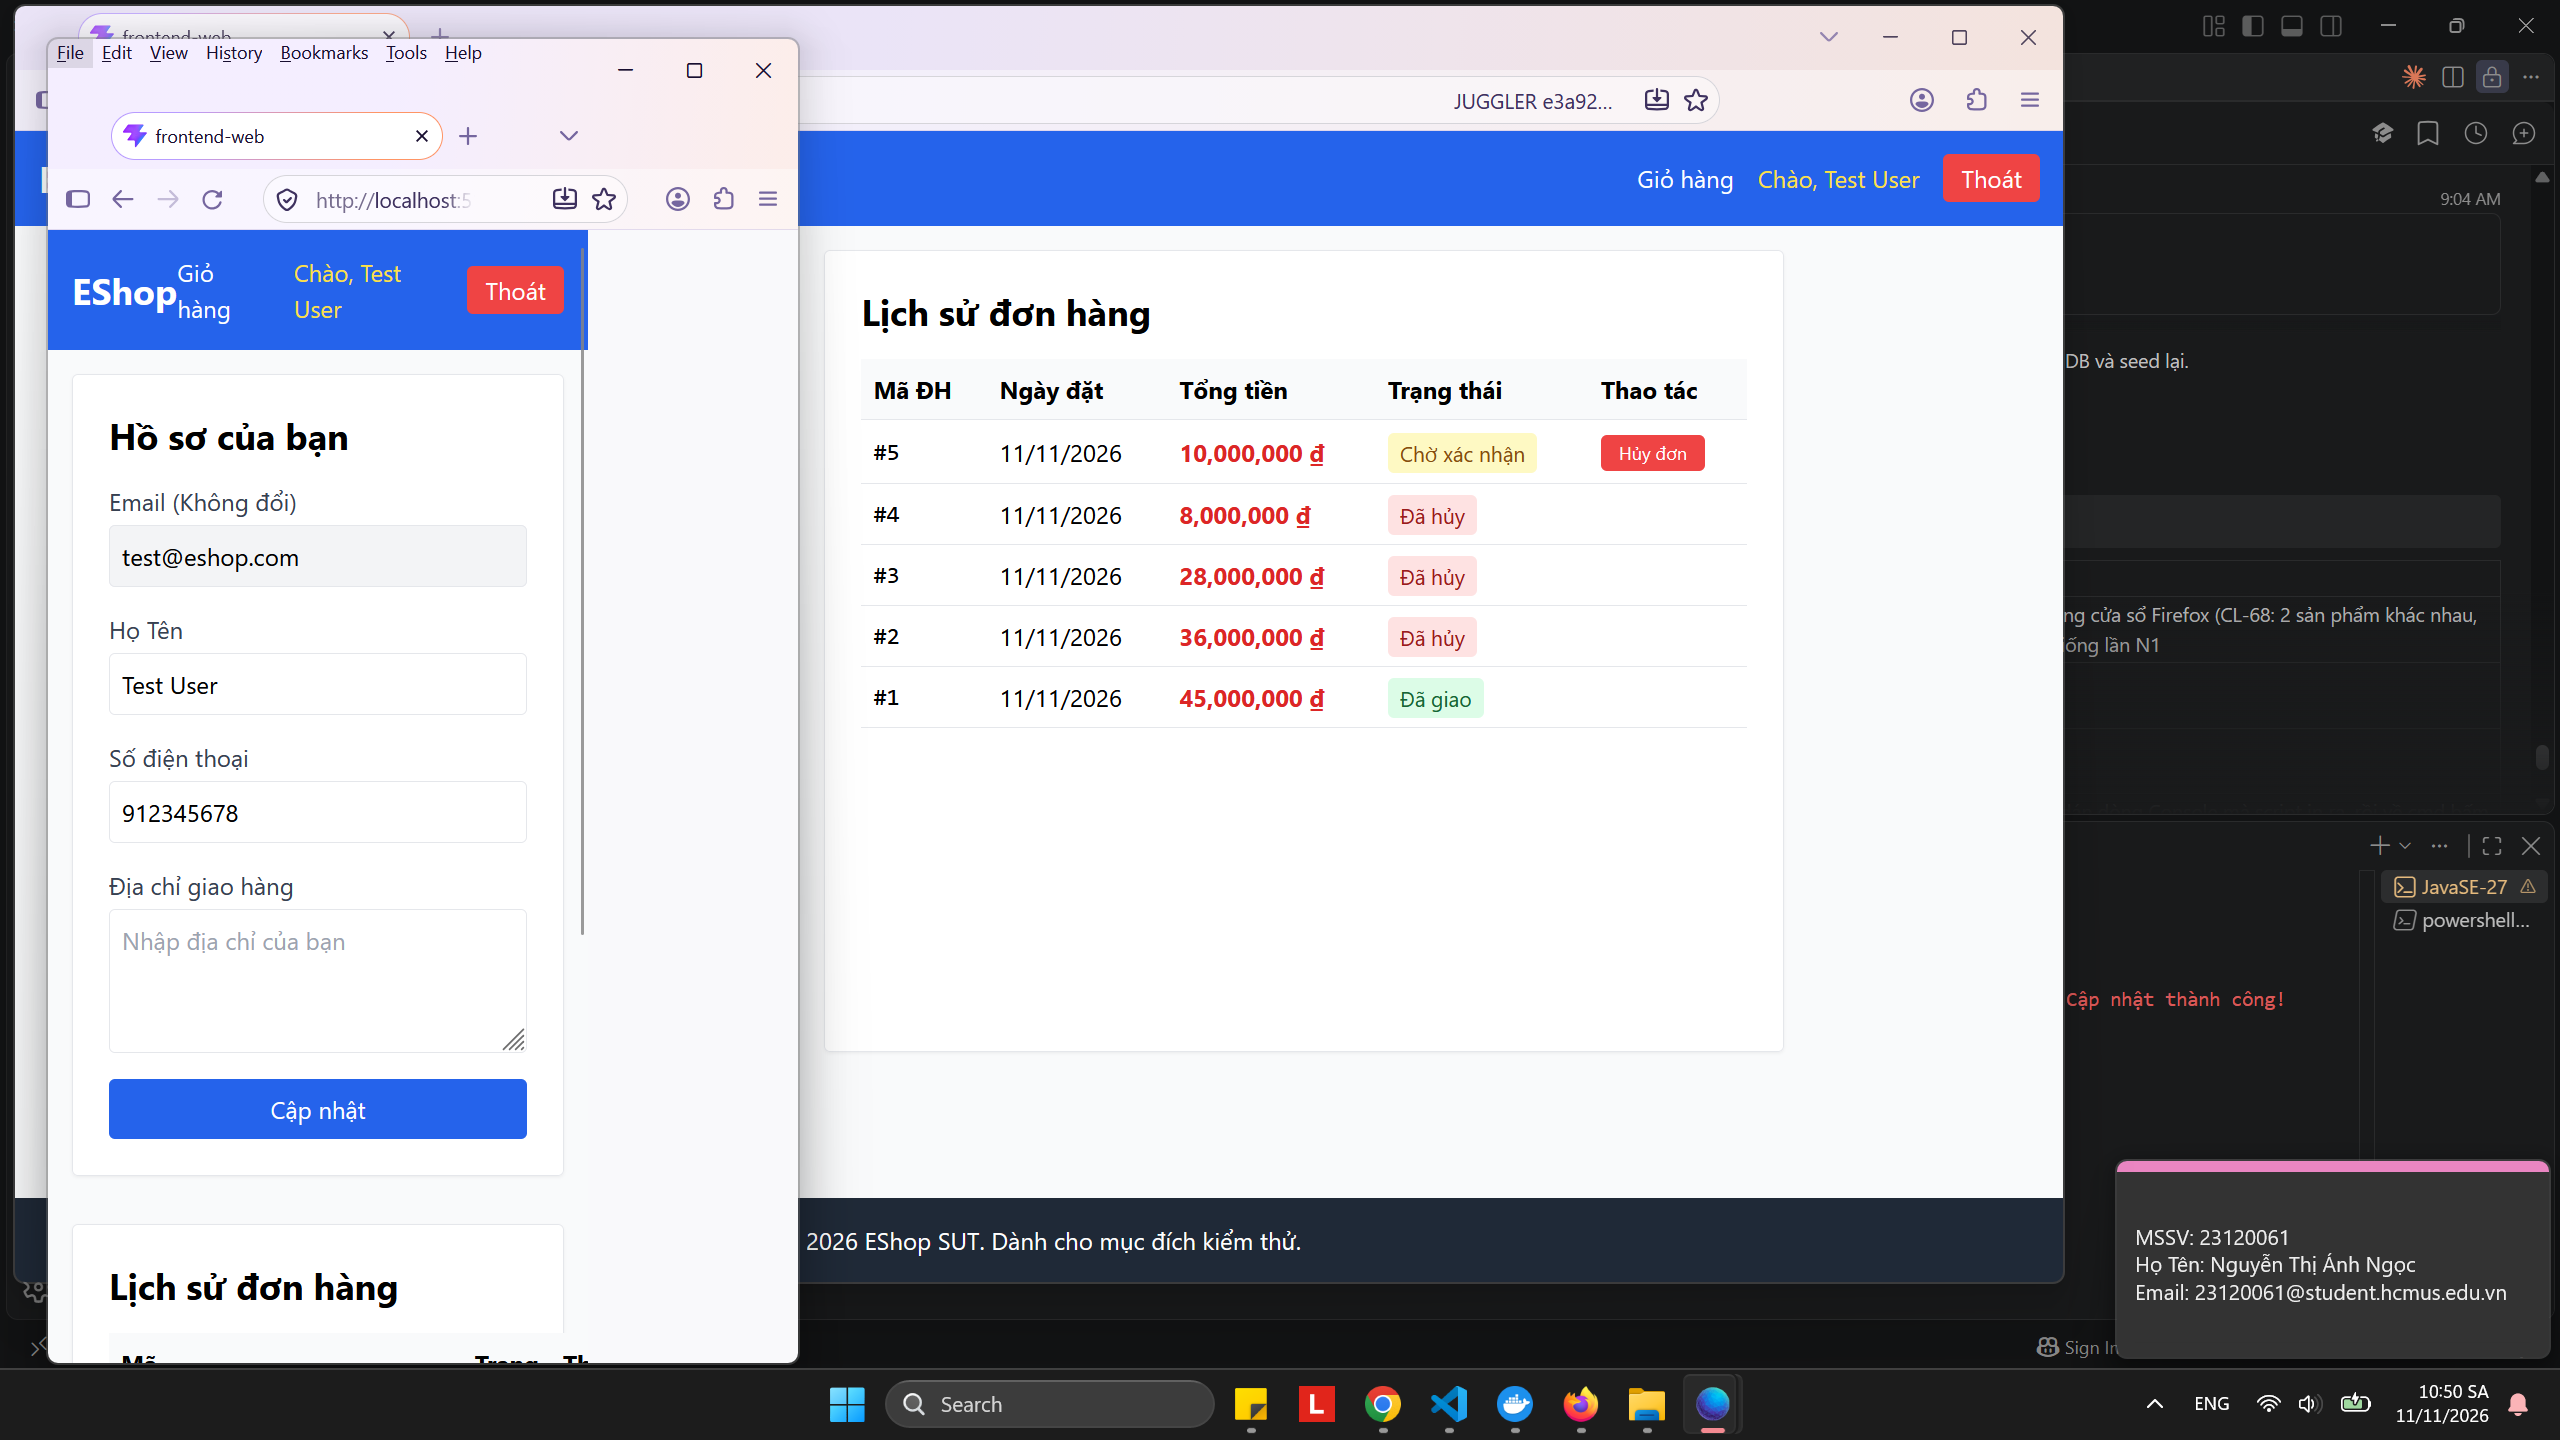 frontend-web
File Edit View History Bookmarks Tools Help
frontend-web
http://localhost:5
JUGGLER e3a92...
Giỏ hàng Chào, Test User Thoát
EShop
Giỏ hàng
Chào, Test User
Thoát
Hồ sơ của bạn
Email (Không đổi)
test@eshop.com
Họ Tên
Test User
Số điện thoại
912345678
Địa chỉ giao hàng
Nhập địa chỉ của bạn
Cập nhật
Lịch sử đơn hàng
Mã Trạng Th
Lịch sử đơn hàng
Mã ĐH Ngày đặt Tổng tiền Trạng thái Thao tác
#5 11/11/2026 10,000,000 ₫ Chờ xác nhận Hủy đơn
#4 11/11/2026 8,000,000 ₫ Đã hủy
#3 11/11/2026 28,000,000 ₫ Đã hủy
#2 11/11/2026 36,000,000 ₫ Đã hủy
#1 11/11/2026 45,000,000 ₫ Đã giao
2026 EShop SUT. Dành cho mục đích kiểm thử.
9:04 AM
DB và seed lại.
ng cửa sổ Firefox (CL-68: 2 sản phẩm khác nhau,
iống lần N1
JavaSE-27
powershell...
Cập nhật thành công!
MSSV: 23120061
Họ Tên: Nguyễn Thị Ánh Ngọc
Email: 23120061@student.hcmus.edu.vn
Sign In
Search
ENG
10:50 SA
11/11/2026